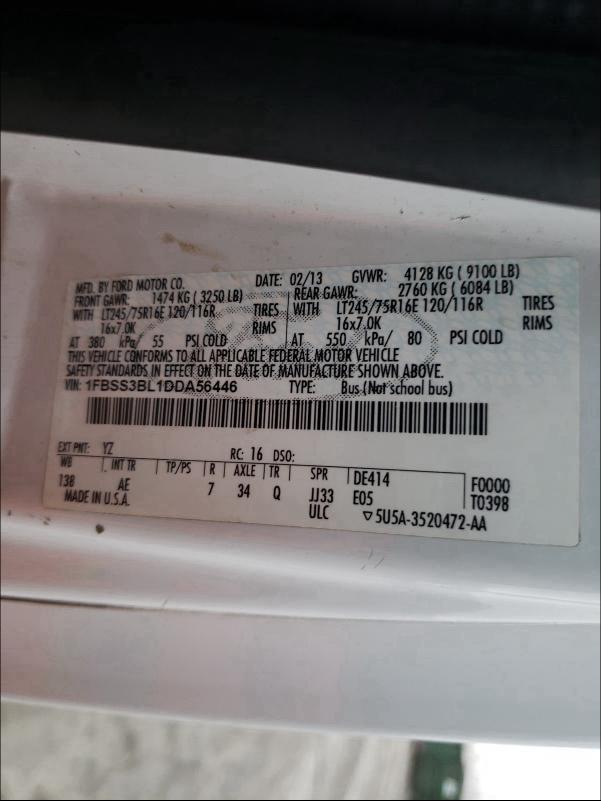 MFD. BY FORD MOTOR CO. DATE: 02/13 GVWR: 4128 KG ( 9100 LB)
FRONT GAWR: 1474 KG ( 3250 LB) REAR GAWR: 2760 KG ( 6084 LB)
WITH LT245/75R16E 120/116R TIRES WITH LT245/75R16E 120/116R TIRES
16x7.0K RIMS 16x7.0K RIMS
AT 380 kPa/ 55 PSI COLD AT 550 kPa/ 80 PSI COLD
THIS VEHICLE CONFORMS TO ALL APPLICABLE FEDERAL MOTOR VEHICLE
SAFETY STANDARDS IN EFFECT ON THE DATE OF MANUFACTURE SHOWN ABOVE.
VIN: 1FBSS3BL1DDA56446 TYPE: Bus (Not school bus)
EXT PNT: YZ RC: 16 DSO:
WB INT TR TP/PS R AXLE TR SPR DE414 F0000
138 AE 7 34 Q JJ33 E05 T0398
MADE IN U.S.A. ULC ▽5U5A-3520472-AA